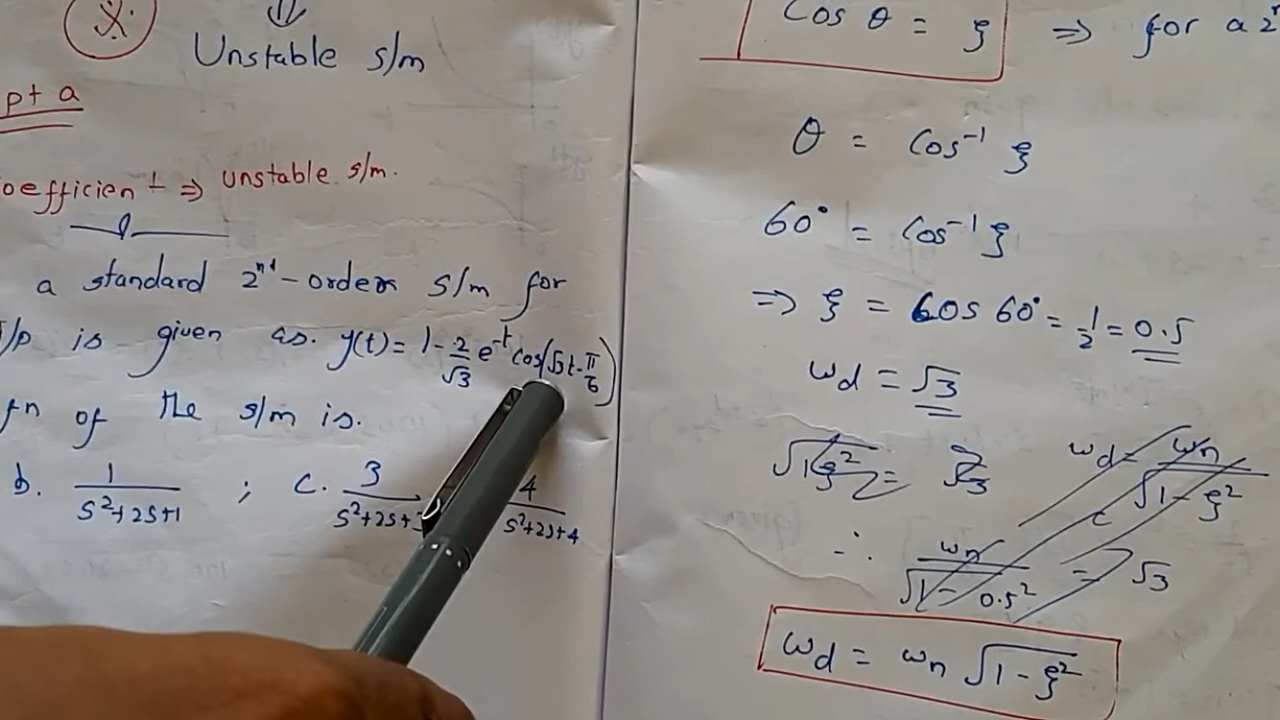 Unstable s/m
pt a
oefficient ⇒ unstable s/m.
a standard 2nd-order s/m for
/p is given as. y(t) = 1 - 2/√3 e^-t cos(√3t - π/6)
fn of the s/m is.
b. 1/(s²+2s+1) ; c. 3/(s²+2s+ 4/(s²+2s+4)
Cos θ = ξ ⇒ for a 2n
θ = Cos⁻¹ ξ
60° = Cos⁻¹ ξ
⇒ ξ = Cos 60° = 1/2 = 0.5
ωd = √3
ωd = ωn/√(1-ξ²)
∴ ωn/√(1-0.5²) = √3
ωd = ωn √(1-ξ²)